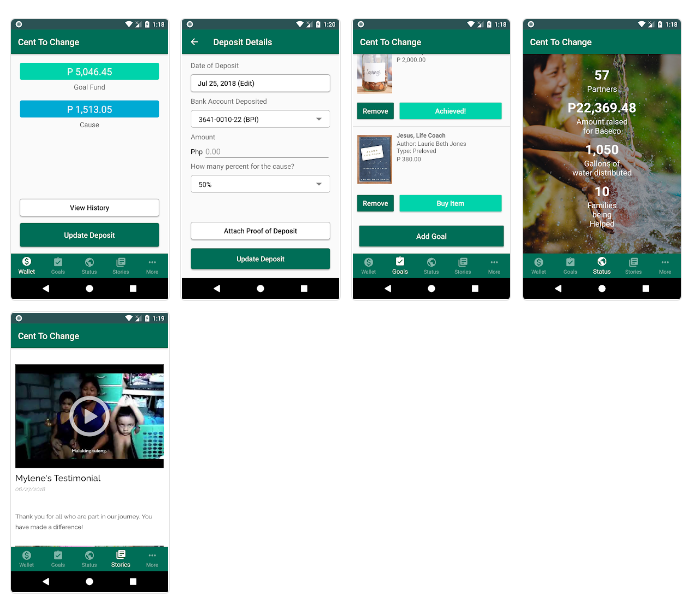 1:18
Cent To Change
P 5,046.45
Goal Fund
P 1,513.05
Cause
View History
Update Deposit
Wallet Goals Status Stories More
1:20
Deposit Details
Date of Deposit
Jul 25, 2018 (Edit)
Bank Account Deposited
3641-0010-22 (BPI)
Amount
Php 0.00
How many percent for the cause?
50%
Attach Proof of Deposit
Update Deposit
1:18
Cent To Change
P 2,000.00
Remove Achieved!
Jesus, Life Coach
Author: Laurie Beth Jones
Type: Preloved
P 380.00
Remove Buy Item
Add Goal
Wallet Goals Status Stories More
1:18
Cent To Change
57
Partners
P22,369.48
Amount raised
for Baseco
1,050
Gallons of
water distributed
10
Families
being
Helped
Wallet Goals Status Stories More
1:19
Cent To Change
Mylene's Testimonial
Thank you for all who are part in our journey. You
have made a difference!
Wallet Goals Status Stories More